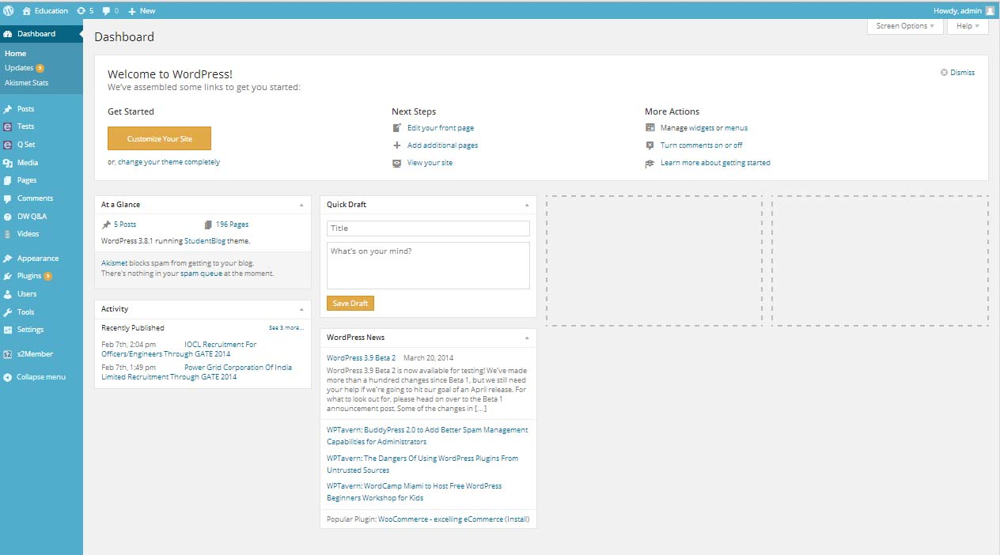 Education 5 0 New
Howdy, admin
Screen Options Help
Dashboard
Home
Updates 5
Akismet Stats
Posts
Tests
Q Set
Media
Pages
Comments
DW Q&A
Videos
Appearance
Plugins 5
Users
Tools
Settings
s2Member
Collapse menu
Dashboard
Welcome to WordPress!
Dismiss
We've assembled some links to get you started:
Get Started
Customize Your Site
or, change your theme completely
Next Steps
Edit your front page
Add additional pages
View your site
More Actions
Manage widgets or menus
Turn comments on or off
Learn more about getting started
At a Glance
5 Posts 196 Pages
WordPress 3.8.1 running StudentBlog theme.
Akismet blocks spam from getting to your blog.
There's nothing in your spam queue at the moment.
Activity
Recently Published See 3 more...
Feb 7th, 2:04 pm IOCL Recruitment For
Officers/Engineers Through GATE 2014
Feb 7th, 1:49 pm Power Grid Corporation Of India
Limited Recruitment Through GATE 2014
Quick Draft
Title
What's on your mind?
Save Draft
WordPress News
WordPress 3.9 Beta 2 March 20, 2014
WordPress 3.9 Beta 2 is now available for testing! We've made
more than a hundred changes since Beta 1, but we still need
your help if we're going to hit our goal of an April release. For
what to look out for, please head on over to the Beta 1
announcement post. Some of the changes in [...]
WPTavern: BuddyPress 2.0 to Add Better Spam Management
Capabilities for Administrators
WPTavern: The Dangers Of Using WordPress Plugins From
Untrusted Sources
WPTavern: WordCamp Miami to Host Free WordPress
Beginners Workshop for Kids
Popular Plugin: WooCommerce - excelling eCommerce (Install)